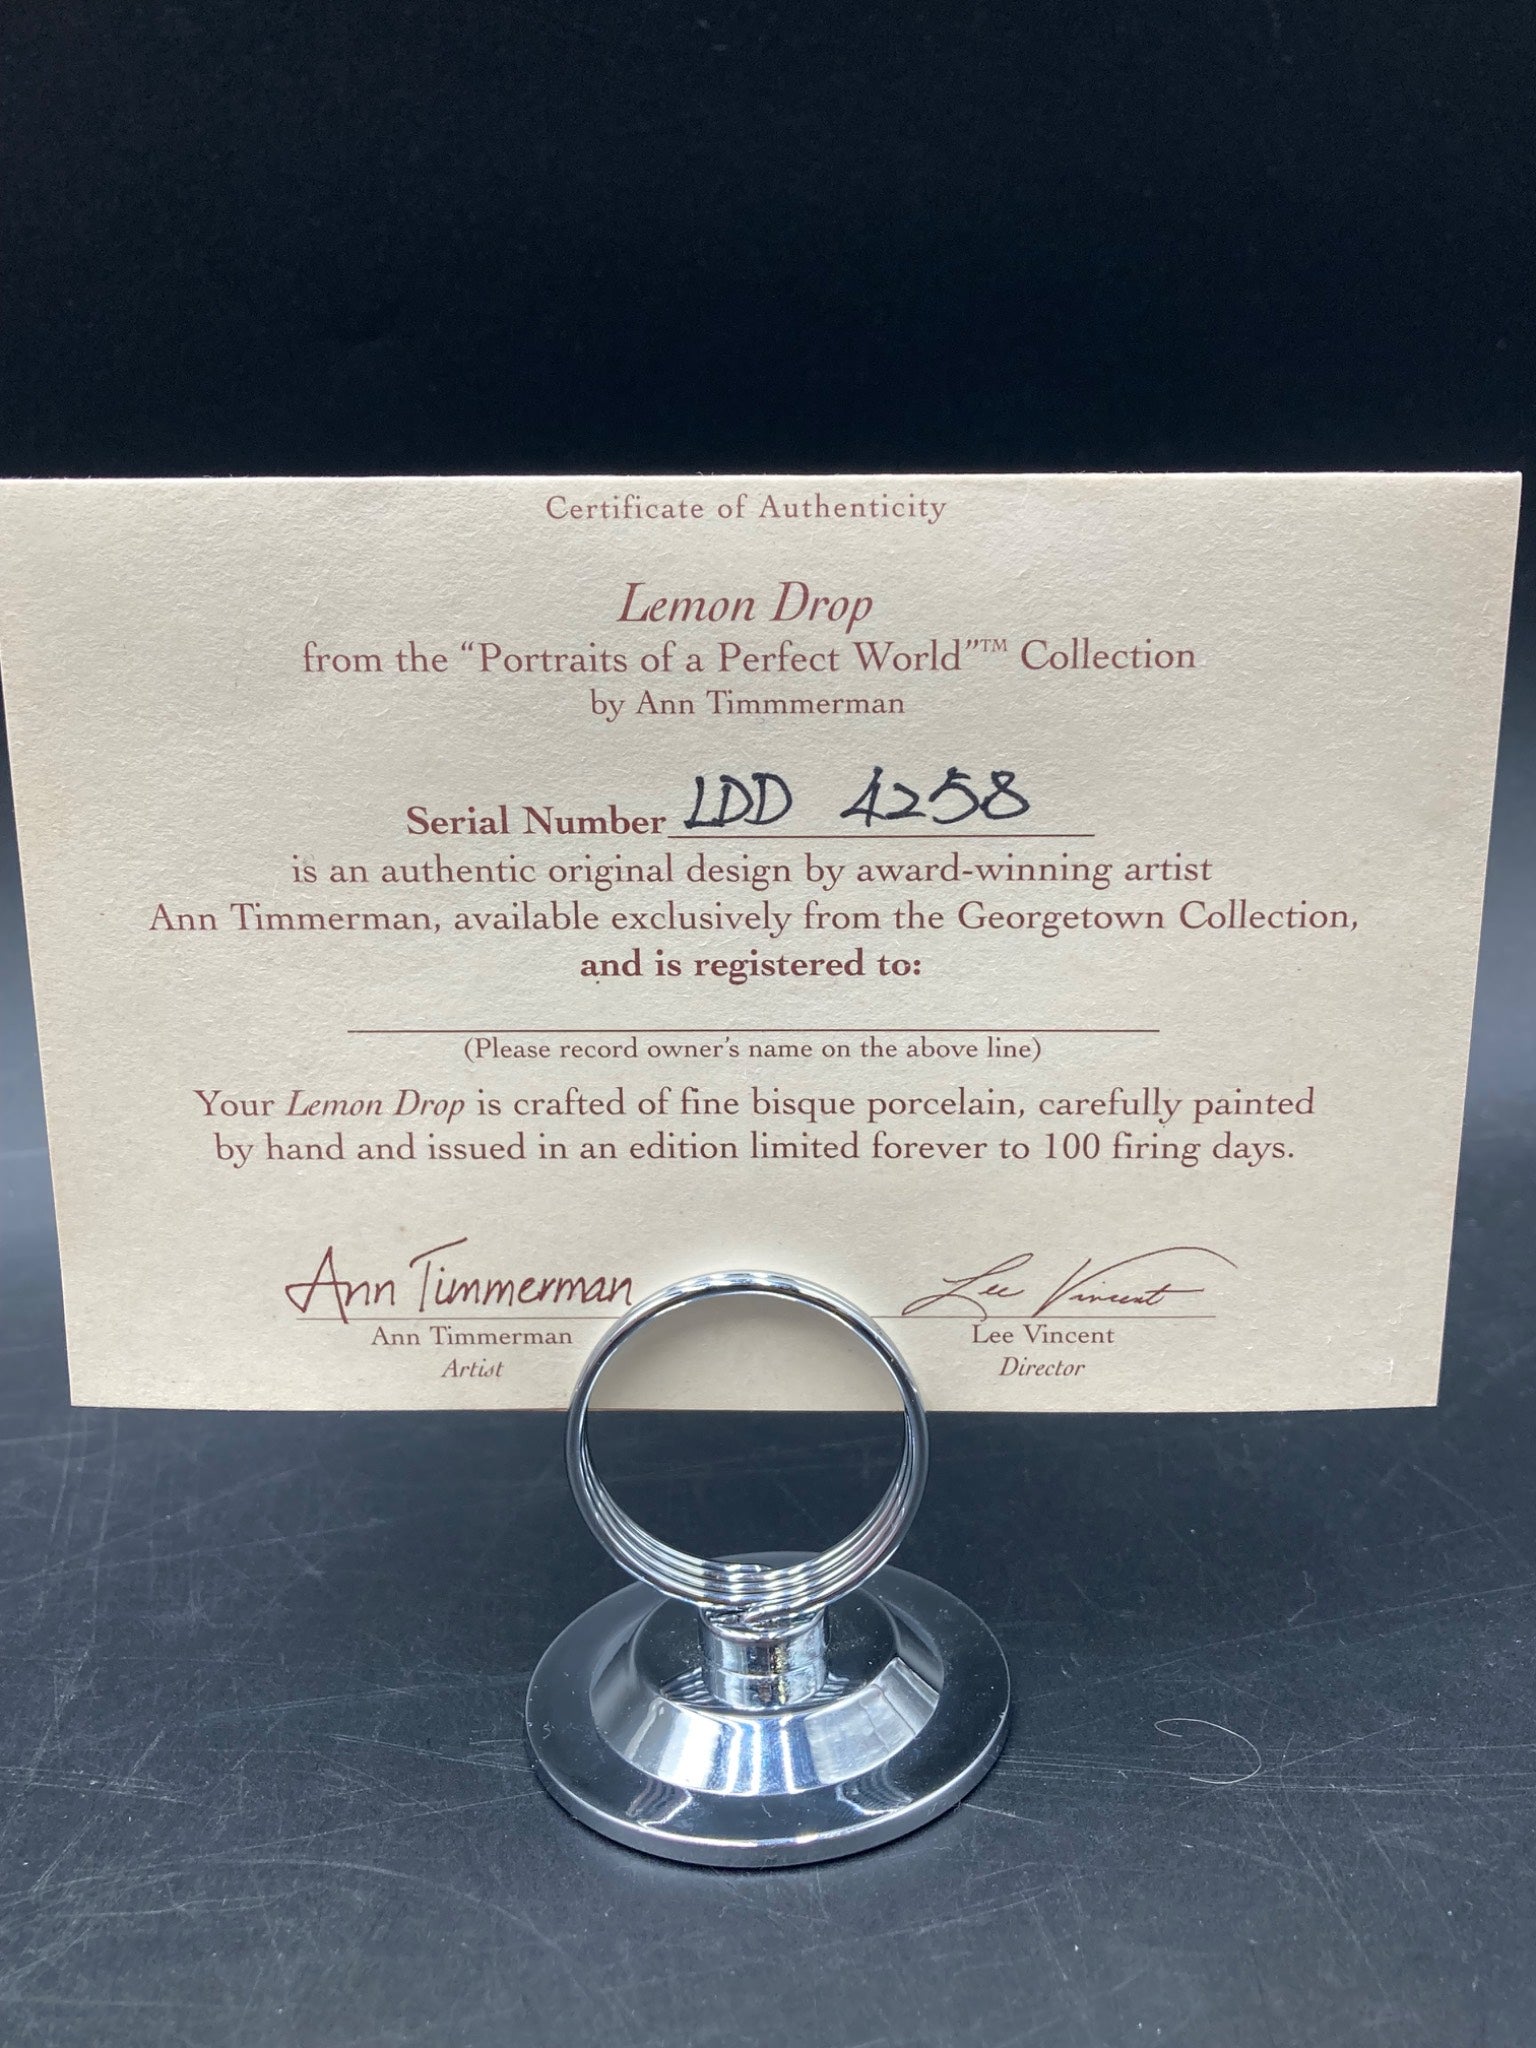 Certificate of Authenticity
Lemon Drop
from the “Portraits of a Perfect World”™ Collection
by Ann Timmmerman
Serial Number LDD 4258
is an authentic original design by award-winning artist
Ann Timmerman, available exclusively from the Georgetown Collection,
and is registered to:
(Please record owner’s name on the above line)
Your Lemon Drop is crafted of fine bisque porcelain, carefully painted
by hand and issued in an edition limited forever to 100 firing days.
Ann Timmerman Lee Vincent
Ann Timmerman Lee Vincent
Artist Director